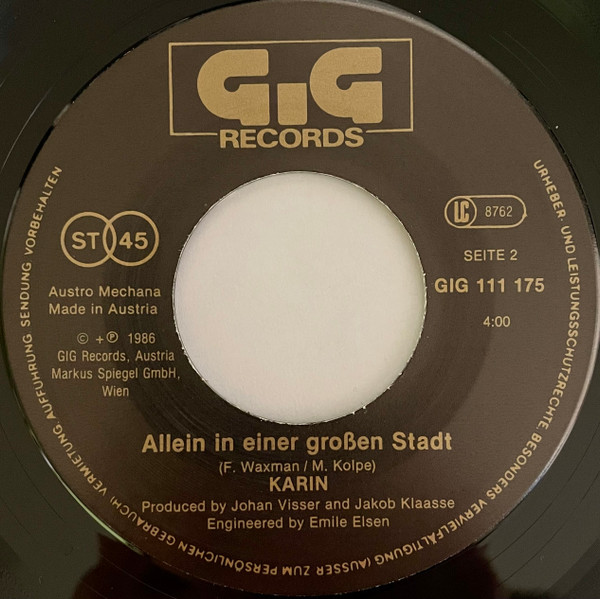 GiG
RECORDS
ST 45
LC 8762
SEITE 2
GIG 111 175
4:00
Austro Mechana
Made in Austria
© + ℗ 1986
GIG Records, Austria
Markus Spiegel GmbH,
Wien
Allein in einer großen Stadt
(F. Waxman / M. Kolpe)
KARIN
Produced by Johan Visser and Jakob Klaasse
Engineered by Emile Elsen
URHEBER- UND LEISTUNGSSCHUTZRECHTE BESONDERS VERVIELFÄLTIGUNG (AUSSER ZUM PERSÖNLICHEN GEBRAUCH) VERMIETUNG, AUFFÜHRUNG SENDUNG VORBEHALTEN